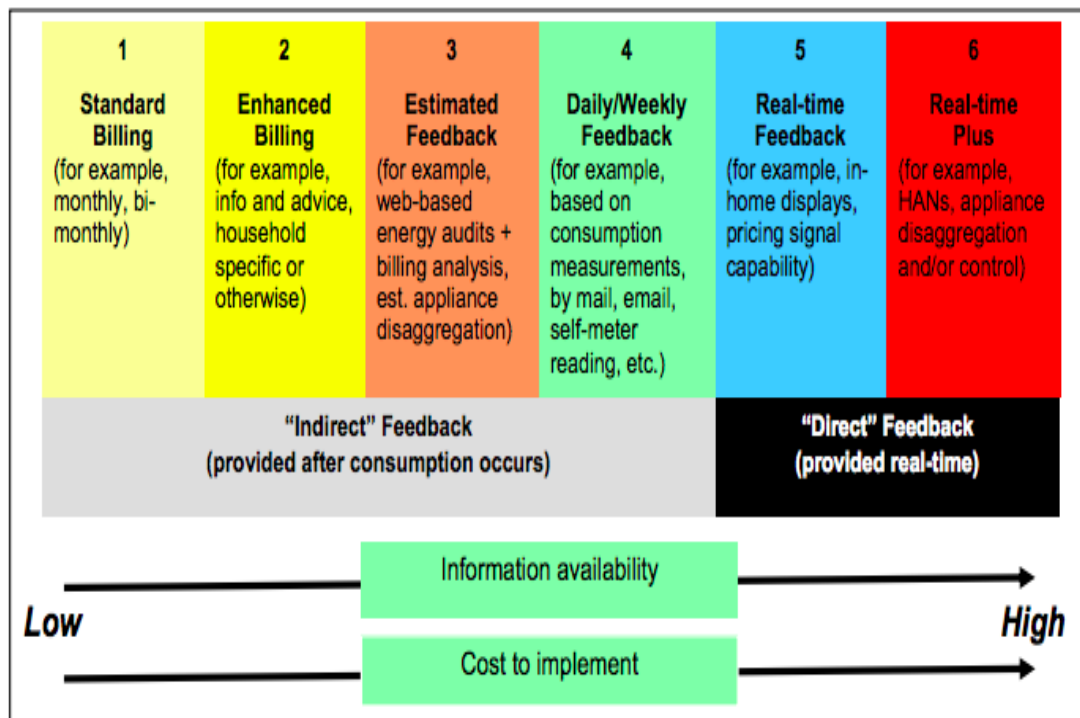 1
Standard
Billing
(for example,
monthly, bi-
monthly)
2
Enhanced
Billing
(for example,
info and advice,
household
specific or
otherwise)
3
Estimated
Feedback
(for example,
web-based
energy audits +
billing analysis,
est. appliance
disaggregation)
4
Daily/Weekly
Feedback
(for example,
based on
consumption
measurements,
by mail, email,
self-meter
reading, etc.)
5
Real-time
Feedback
(for example, in-
home displays,
pricing signal
capability)
6
Real-time
Plus
(for example,
HANs, appliance
disaggregation
and/or control)
“Indirect” Feedback
(provided after consumption occurs)
“Direct” Feedback
(provided real-time)
Information availability
Low
High
Cost to implement